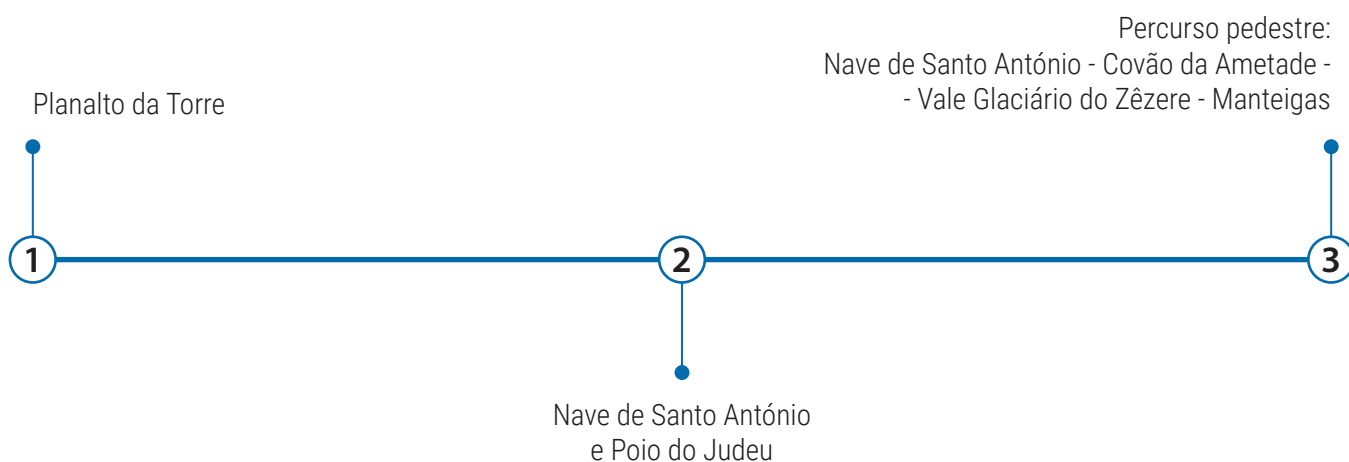 Planalto da Torre
Percurso pedestre:
Nave de Santo António - Covão da Ametade -
- Vale Glaciário do Zêzere - Manteigas
1
2
3
Nave de Santo António
e Poio do Judeu